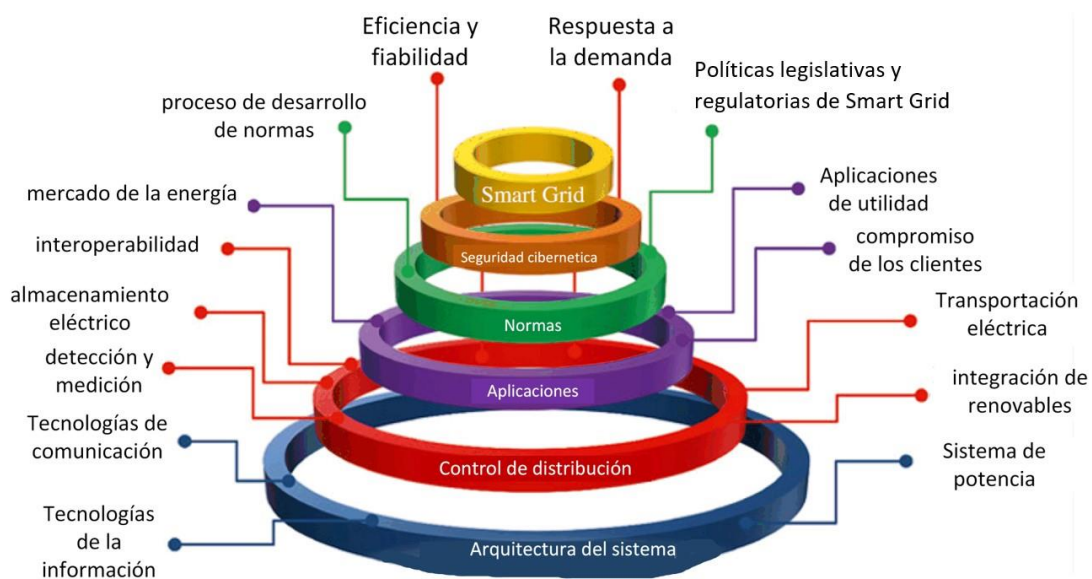 Eficiencia y
fiabilidad
Respuesta a
la demanda
Políticas legislativas y
regulatorias de Smart Grid
proceso de desarrollo
de normas
mercado de la energía
Aplicaciones
de utilidad
interoperabilidad
compromiso
de los clientes
almacenamiento
eléctrico
Transportación
eléctrica
detección y
medición
integración de
renovables
Tecnologías de
comunicación
Sistema de
potencia
Tecnologías
de la
información
Smart Grid
Seguridad cibernetica
Normas
Aplicaciones
Control de distribución
Arquitectura del sistema